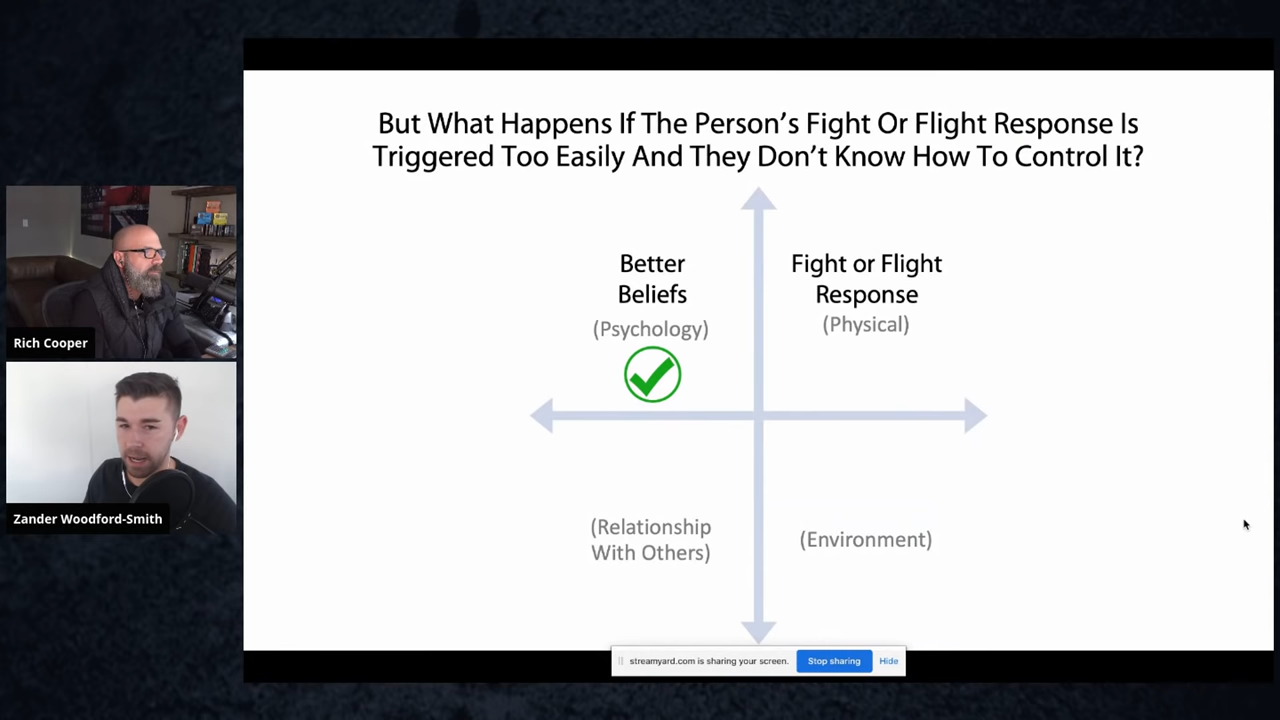 But What Happens If The Person’s Fight Or Flight Response Is
Triggered Too Easily And They Don’t Know How To Control It?
Better
Beliefs
(Psychology)
Fight or Flight
Response
(Physical)
(Relationship
With Others)
(Environment)
Rich Cooper
Zander Woodford-Smith
streamyard.com is sharing your screen.
Stop sharing
Hide